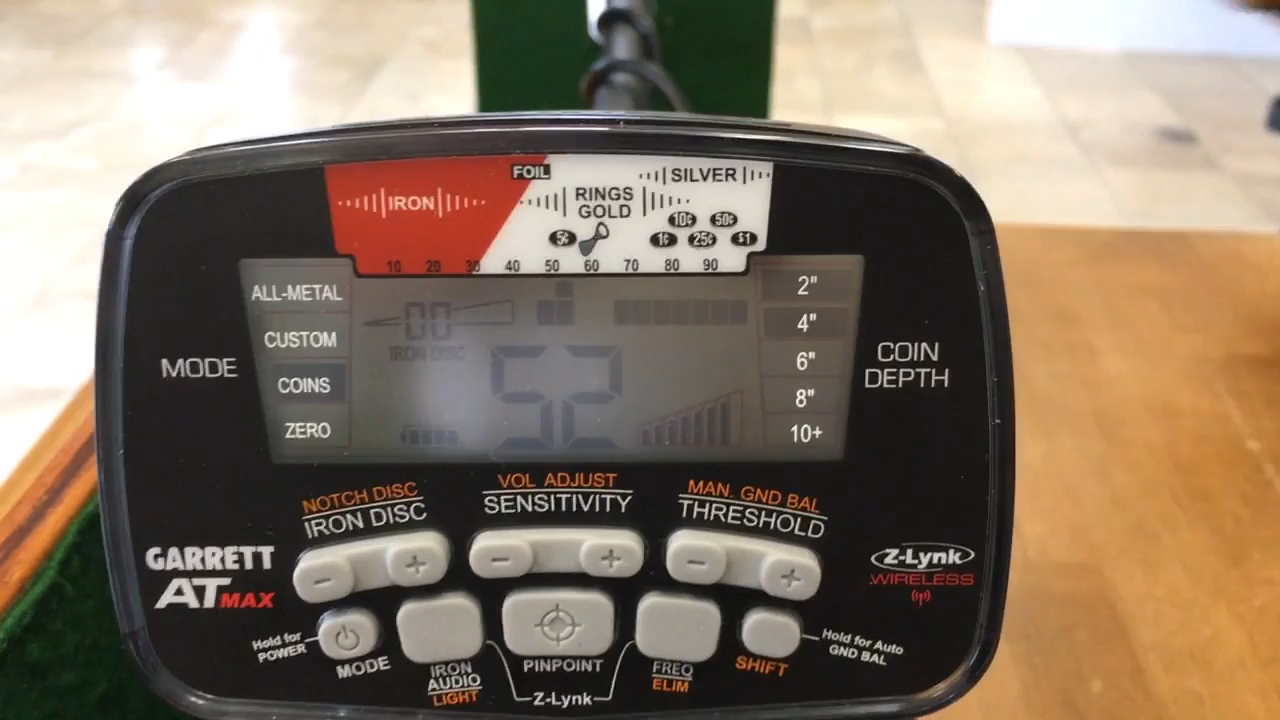 FOIL
SILVER
IRON
RINGS
GOLD
10¢ 50¢
5¢ 1¢ 25¢ $1
10 20 30 40 50 60 70 80 90
ALL-METAL
CUSTOM
COINS
ZERO
MODE
00
IRON DISC
52
2"
4"
6"
8"
10+
COIN
DEPTH
NOTCH DISC
IRON DISC
VOL ADJUST
SENSITIVITY
MAN. GND BAL
THRESHOLD
- +
- +
- +
GARRETT
AT MAX
Z-Lynk
WIRELESS
Hold for
POWER
MODE
IRON
AUDIO
LIGHT
PINPOINT
Z-Lynk
FREQ
ELIM
SHIFT
Hold for Auto
GND BAL